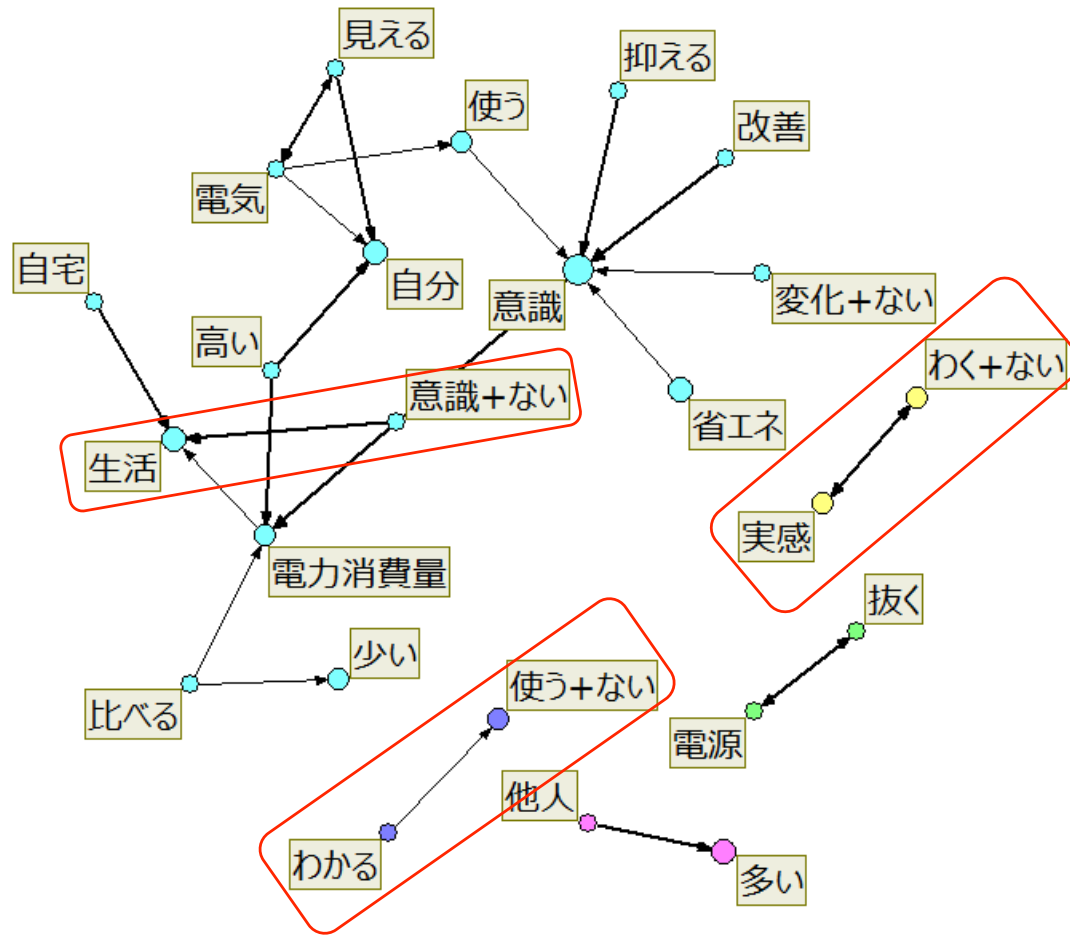 見える
抑える
使う
改善
電気
自宅
自分
意識
変化+ない
高い
わく+ない
意識+ない
省エネ
生活
実感
電力消費量
抜く
少い
使う+ない
比べる
電源
他人
わかる
多い